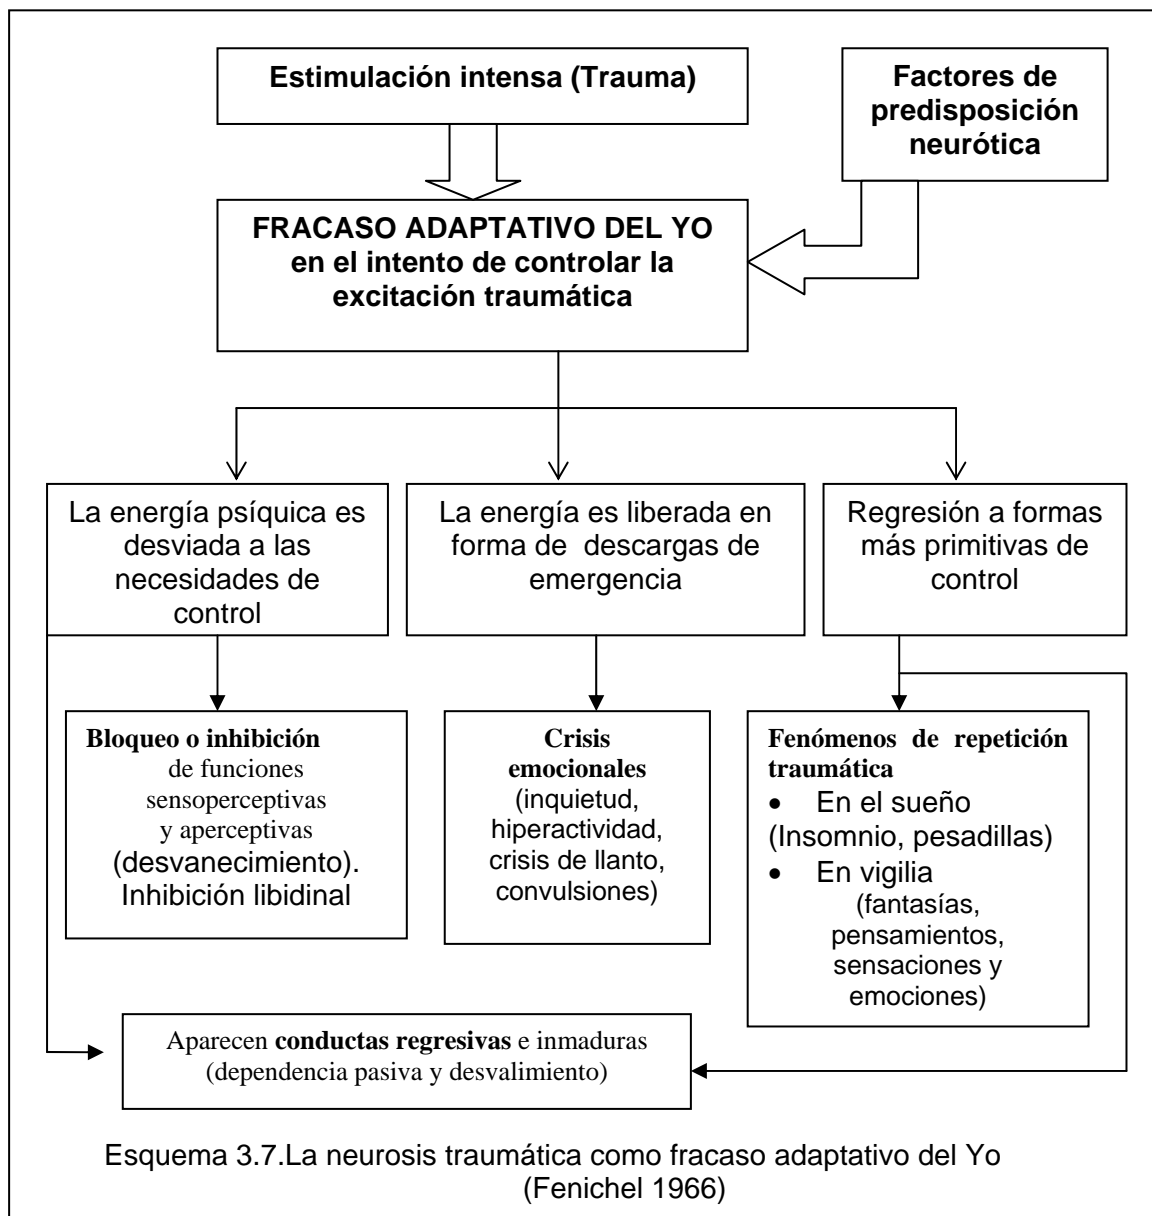 Estimulación intensa (Trauma)
Factores de
predisposición
neurótica
FRACASO ADAPTATIVO DEL YO
en el intento de controlar la
excitación traumática
La energía psíquica es
desviada a las
necesidades de
control
La energía es liberada en
forma de descargas de
emergencia
Regresión a formas
más primitivas de
control
Bloqueo o inhibición
de funciones
sensoperceptivas
y aperceptivas
(desvanecimiento).
Inhibición libidinal
Crisis
emocionales
(inquietud,
hiperactividad,
crisis de llanto,
convulsiones)
Fenómenos de repetición
traumática
• En el sueño
(Insomnio, pesadillas)
• En vigilia
(fantasías,
pensamientos,
sensaciones y
emociones)
Aparecen conductas regresivas e inmaduras
(dependencia pasiva y desvalimiento)
Esquema 3.7.La neurosis traumática como fracaso adaptativo del Yo
(Fenichel 1966)